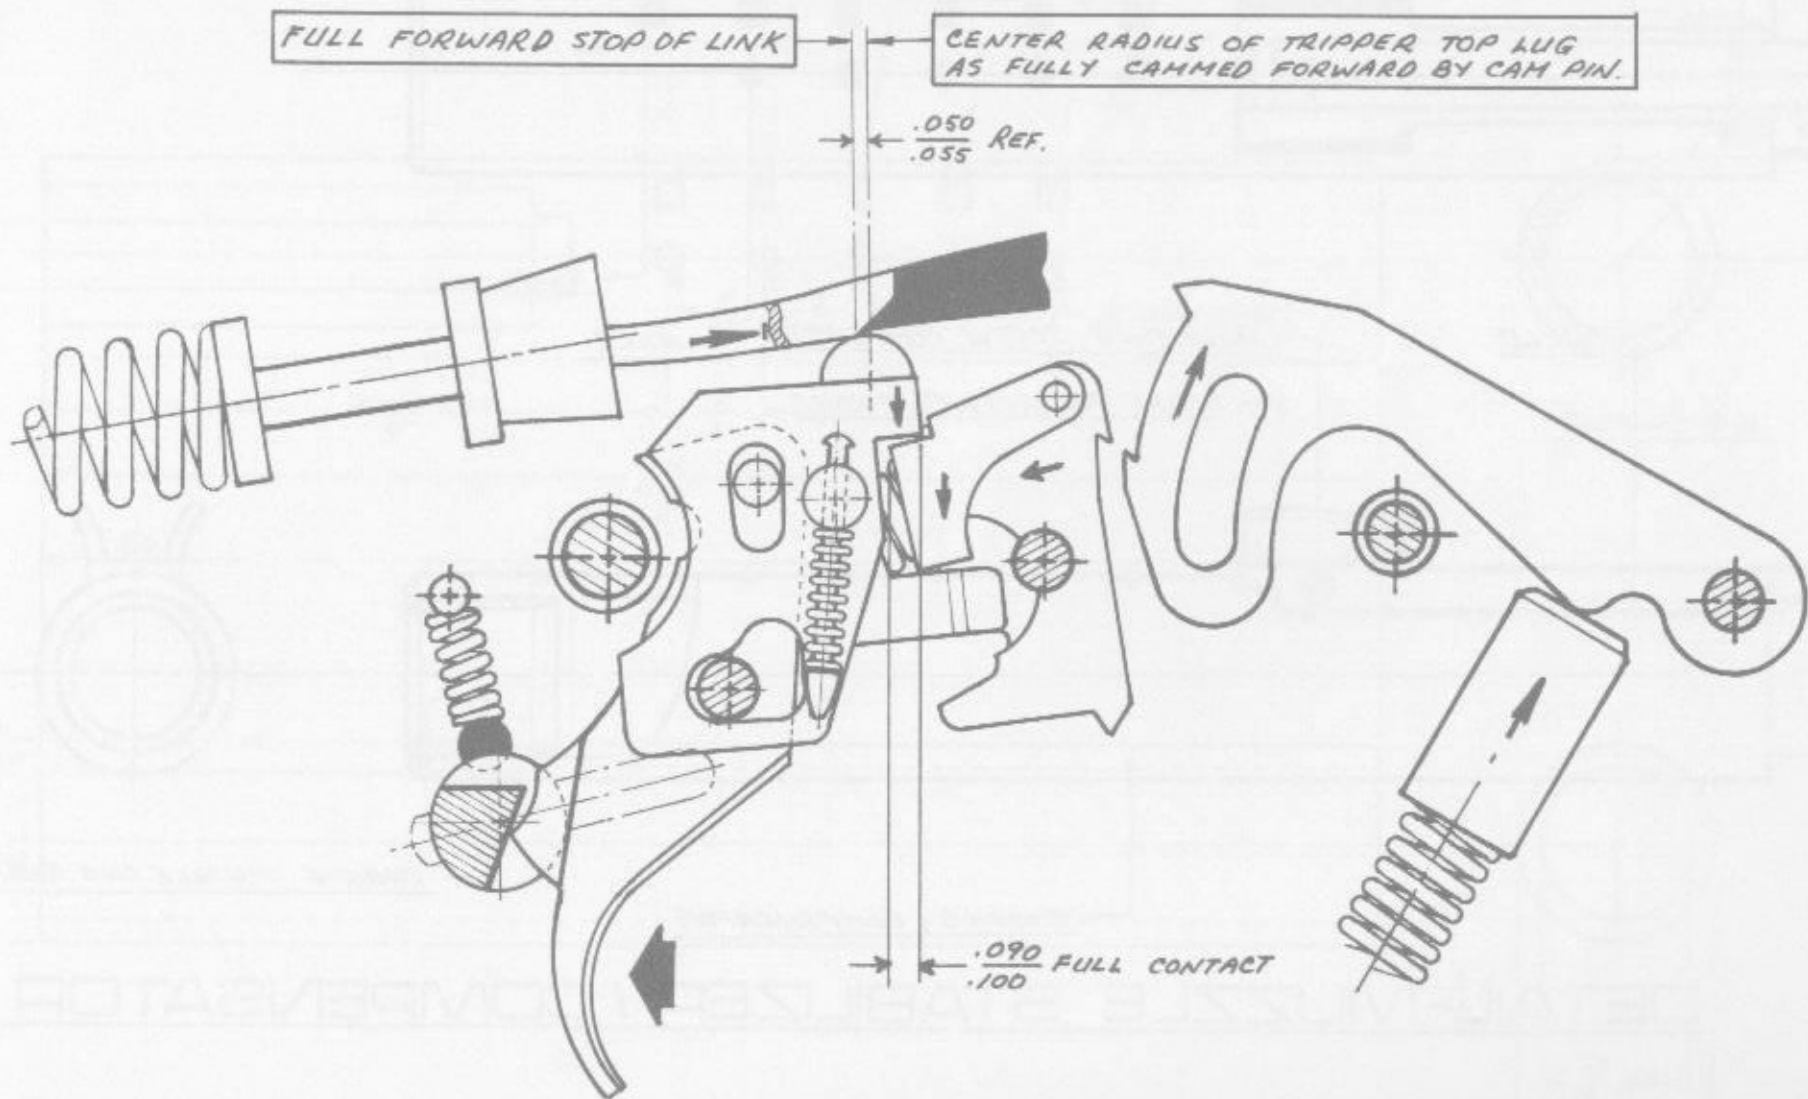 FULL FORWARD STOP OF LINK
CENTER RADIUS OF TRIPPER TOP LUG
AS FULLY CAMMED FORWARD BY CAM PIN.
.050
.055 REF.
.090
.100 FULL CONTACT